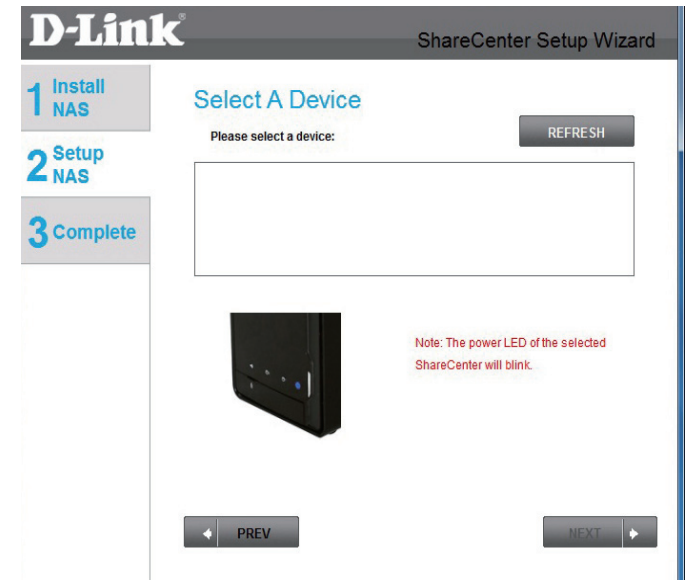 D-Link
ShareCenter Setup Wizard
1 Install
NAS
2 Setup
NAS
3 Complete
Select A Device
Please select a device:
REFRESH
Note: The power LED of the selected
ShareCenter will blink.
PREV
NEXT